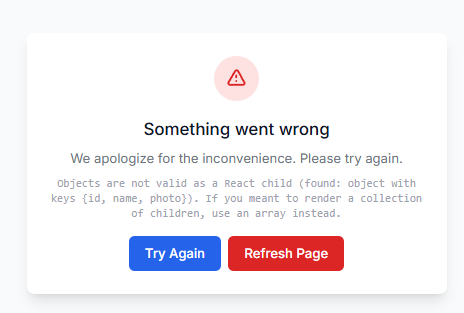 Something went wrong
We apologize for the inconvenience. Please try again.
Objects are not valid as a React child (found: object with
keys {id, name, photo}). If you meant to render a collection
of children, use an array instead.
Try Again
Refresh Page